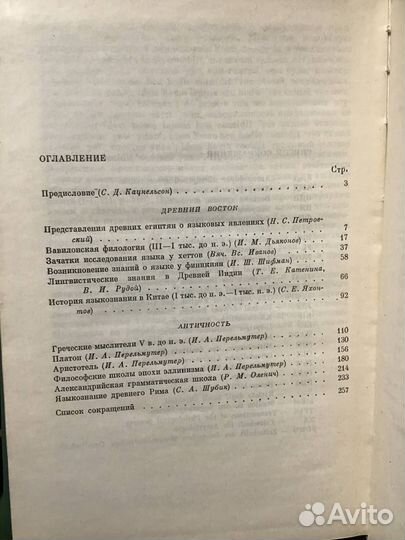 ОГЛАВЛЕНИЕ
Стр.
Предисловие (С. Д. Кацнельсон) . . . . . . . . . . . . 3
ДРЕВНИЙ ВОСТОК
Представления древних египтян о языковых явлениях (Н. С. Петров-
ский) . . . . . . . . . . . . 7
Вавилонская филология (III—I тыс. до н. э.) (И. М. Дьяконов) . . 17
Зачатки исследования языка у хеттов (Вяч. Вс. Иванов) . . . 37
Возникновение знаний о языке у финикиян (И. Ш. Шифман) . . 58
Лингвистические знания в Древней Индии (Т. Е. Катенина,
В. И. Рудой) . . . . . . . . . . . . 66
История языкознания в Китае (I тыс. до н. э.—I тыс. н. э.) (С. Е. Яхон-
тов) . . . . . . . . . . . . 92
АНТИЧНОСТЬ
Греческие мыслители V в. до н. э. (И. А. Перельмутер) . . . 110
Платон (И. А. Перельмутер) . . . . . . . . . 130
Аристотель (И. А. Перельмутер) . . . . . . . . 156
Философские школы эпохи эллинизма (И. А. Перельмутер) . . . 180
Александрийская грамматическая школа (Р. М. Оленич) . . . 214
Языкознание древнего Рима (С. А. Шубик) . . . . . . 233
Список сокращений . . . . . . . . . . . . 257
Avito